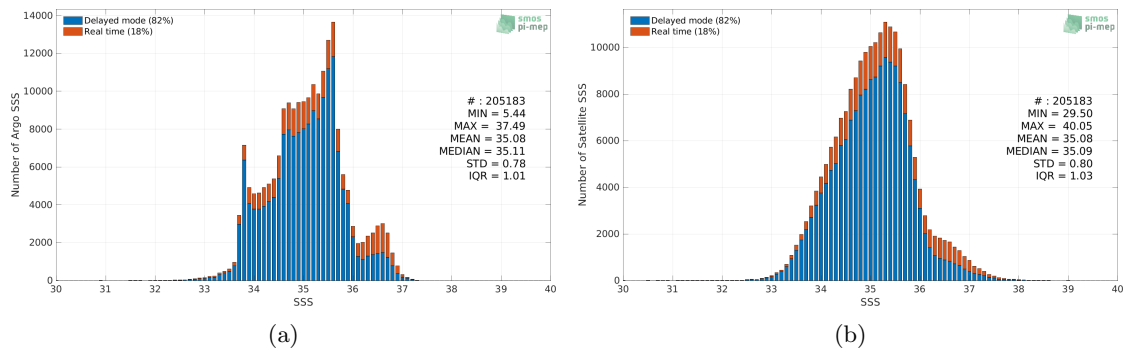 Delayed mode (82%)
Real time (18%)
smos
pi-mep
# : 205183
MIN = 5.44
MAX = 37.49
MEAN = 35.08
MEDIAN = 35.11
STD = 0.78
IQR = 1.01
Number of Argo SSS
14000
12000
10000
8000
6000
4000
2000
0
30 32 33 34 35 36 37 38 39 40
SSS
(a)
Delayed mode (82%)
Real time (18%)
smos
pi-mep
# : 205183
MIN = 29.50
MAX = 40.05
MEAN = 35.08
MEDIAN = 35.09
STD = 0.80
IQR = 1.03
Number of Satellite SSS
10000
8000
6000
4000
2000
0
30 32 33 34 35 36 37 38 39 40
SSS
(b)